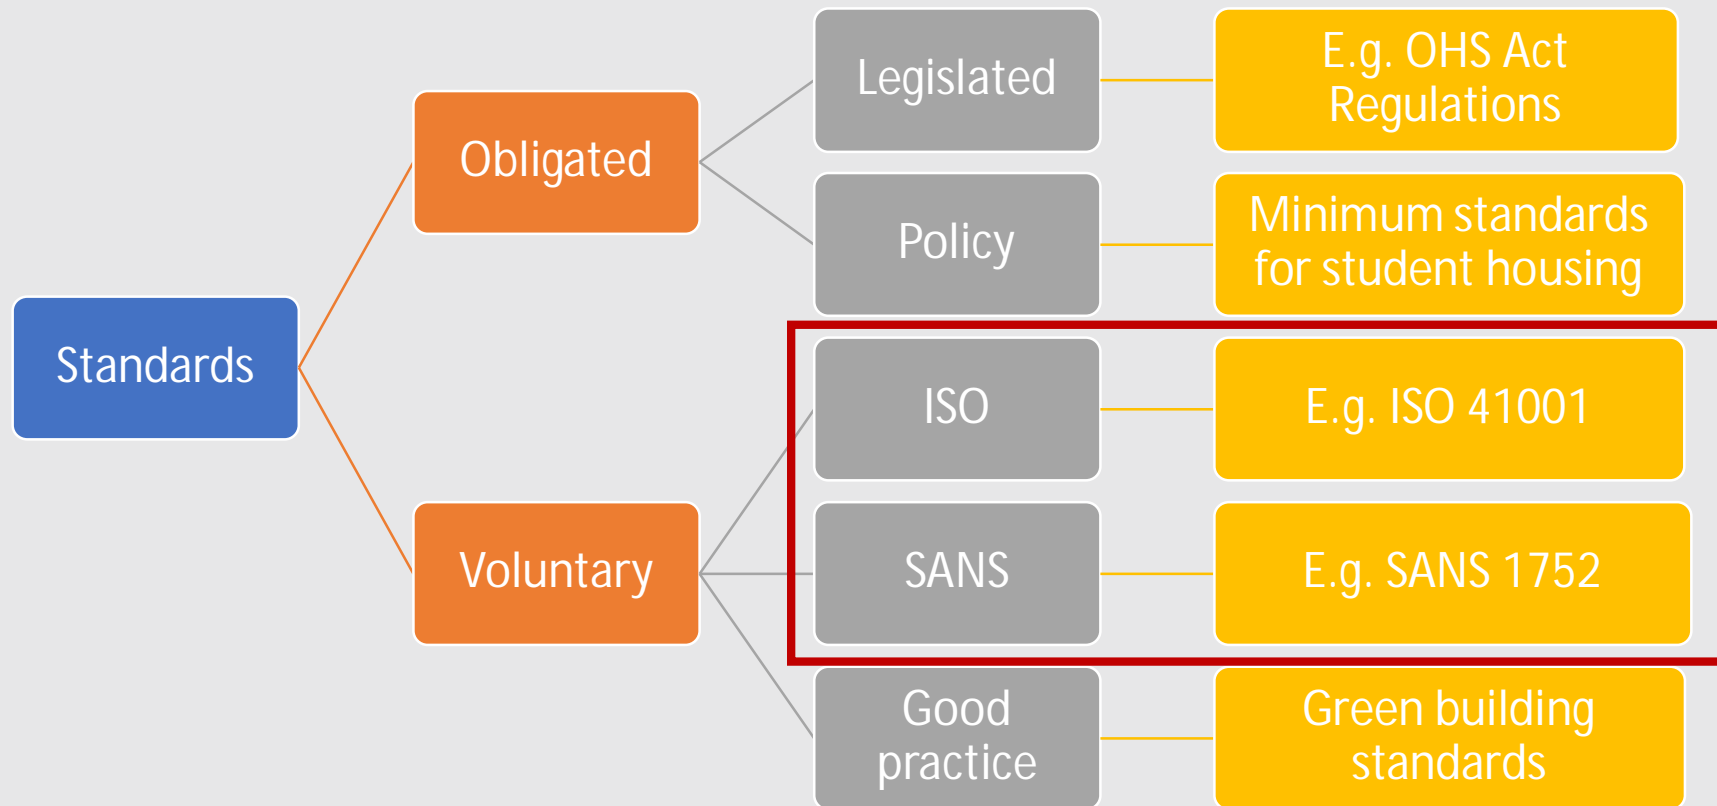 Standards
Obligated
Voluntary
Legislated
Policy
ISO
SANS
Good
practice
E.g. OHS Act
Regulations
Minimum standards
for student housing
E.g. ISO 41001
E.g. SANS 1752
Green building
standards